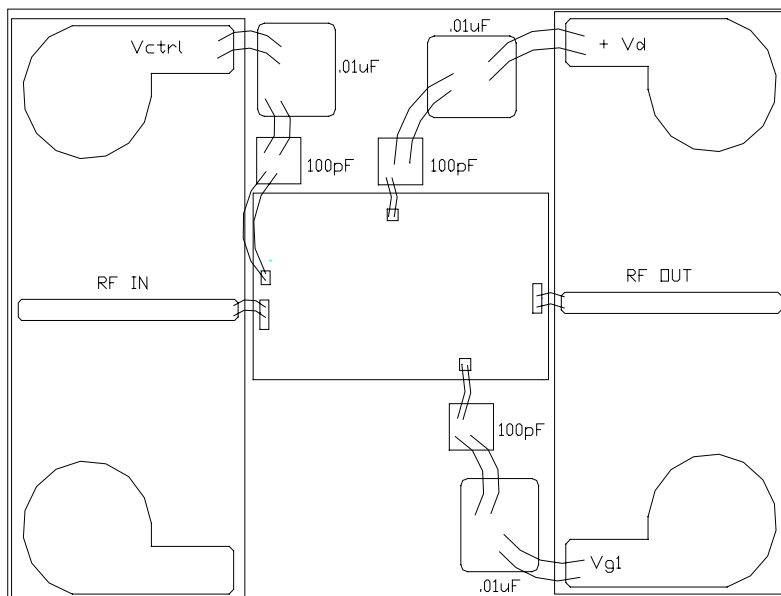 Vctrl
.01uF
.01uF
+ Vd
100pF
100pF
RF IN
RF OUT
100pF
Vg1
.01uF